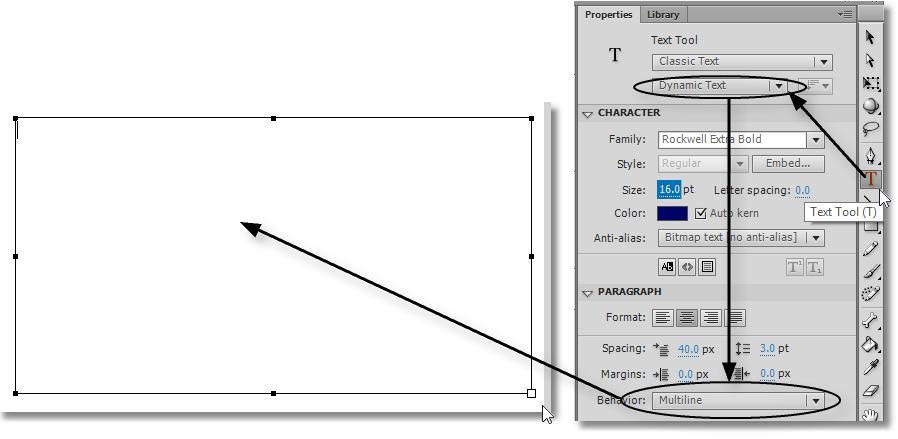 Properties Library
Text Tool
T
Classic Text
Dynamic Text
CHARACTER
Family: Rockwell Extra Bold
Style: Regular Embed...
T
Size: 16.0 pt Letter spacing: 0.0
Color: Auto kern
Text Tool (T)
Anti-alias: Bitmap text [no anti-alias]
T¹ T₁
PARAGRAPH
Format:
Spacing: 40.0 px 3.0 pt
Margins: 0.0 px 0.0 px
Behavior: Multiline